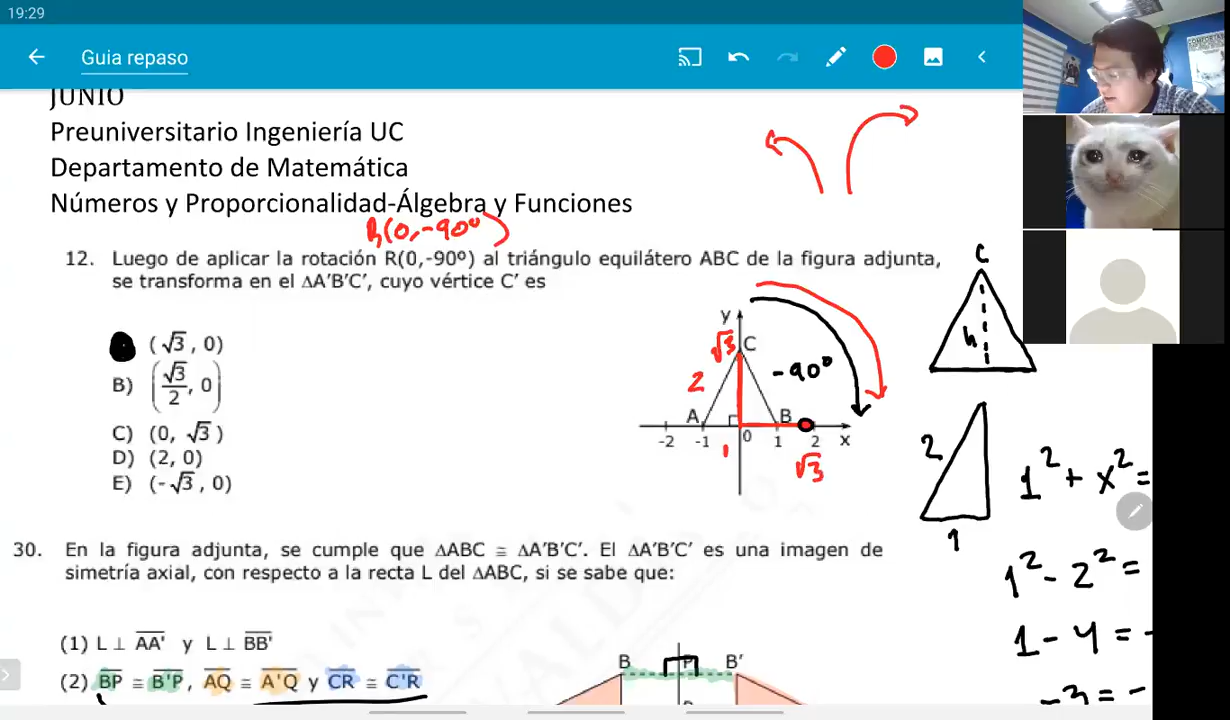 19:29
Guia repaso
JUNIO
Preuniversitario Ingeniería UC
Departamento de Matemática
Números y Proporcionalidad-Álgebra y Funciones
R(0,-90°)
12. Luego de aplicar la rotación R(0,-90º) al triángulo equilátero ABC de la figura adjunta,
se transforma en el ΔA'B'C', cuyo vértice C' es
(√3 , 0)
B) (√3/2 , 0)
C) (0, √3)
D) (2, 0)
E) (-√3 , 0)
y
√3 C
2
-90°
A B
-2 -1 0 1 2 x
1 √3
C
h
2
1
1² + x² =
1² - 2² =
1 - 4 = -
-3 = -
30. En la figura adjunta, se cumple que ΔABC ≅ ΔA'B'C'. El ΔA'B'C' es una imagen de
simetría axial, con respecto a la recta L del ΔABC, si se sabe que:
(1) L ⊥ AA' y L ⊥ BB'
(2) BP ≅ B'P, AQ ≅ A'Q y CR ≅ C'R
B P B'